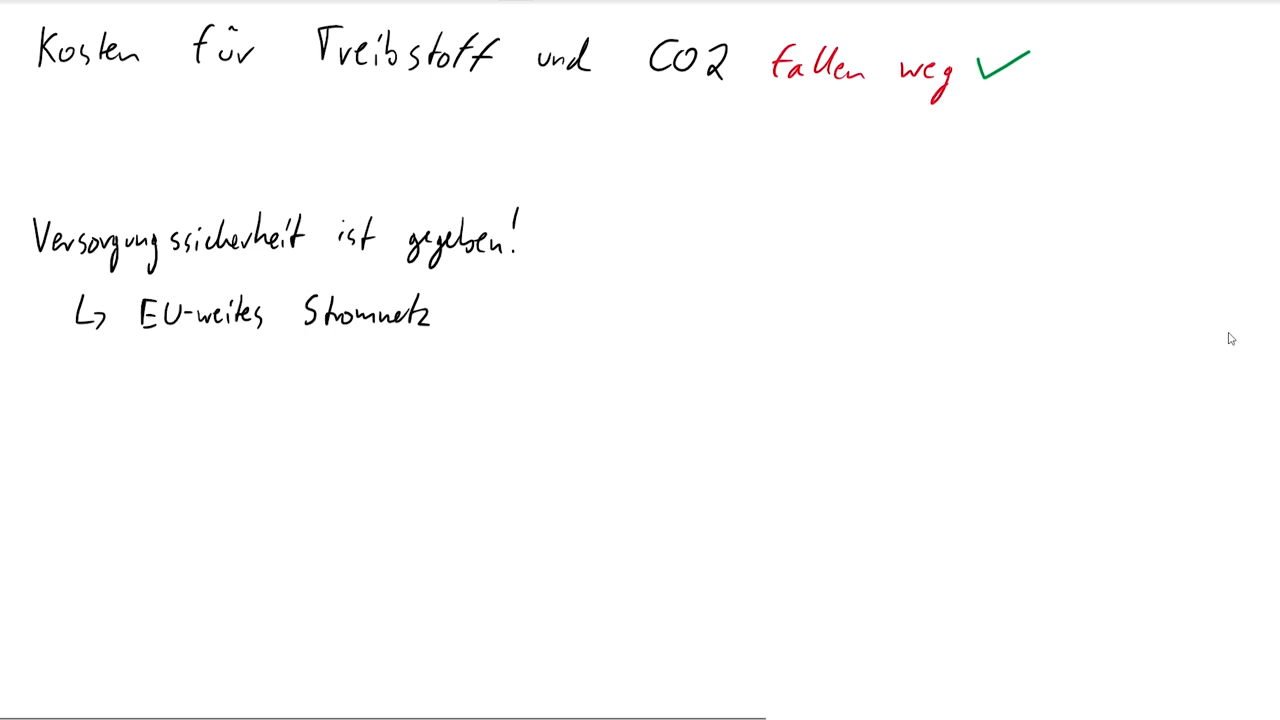 Kosten für Treibstoff und CO2 fallen weg ✓
Versorgungssicherheit ist gegeben!
↳ EU-weites Stromnetz